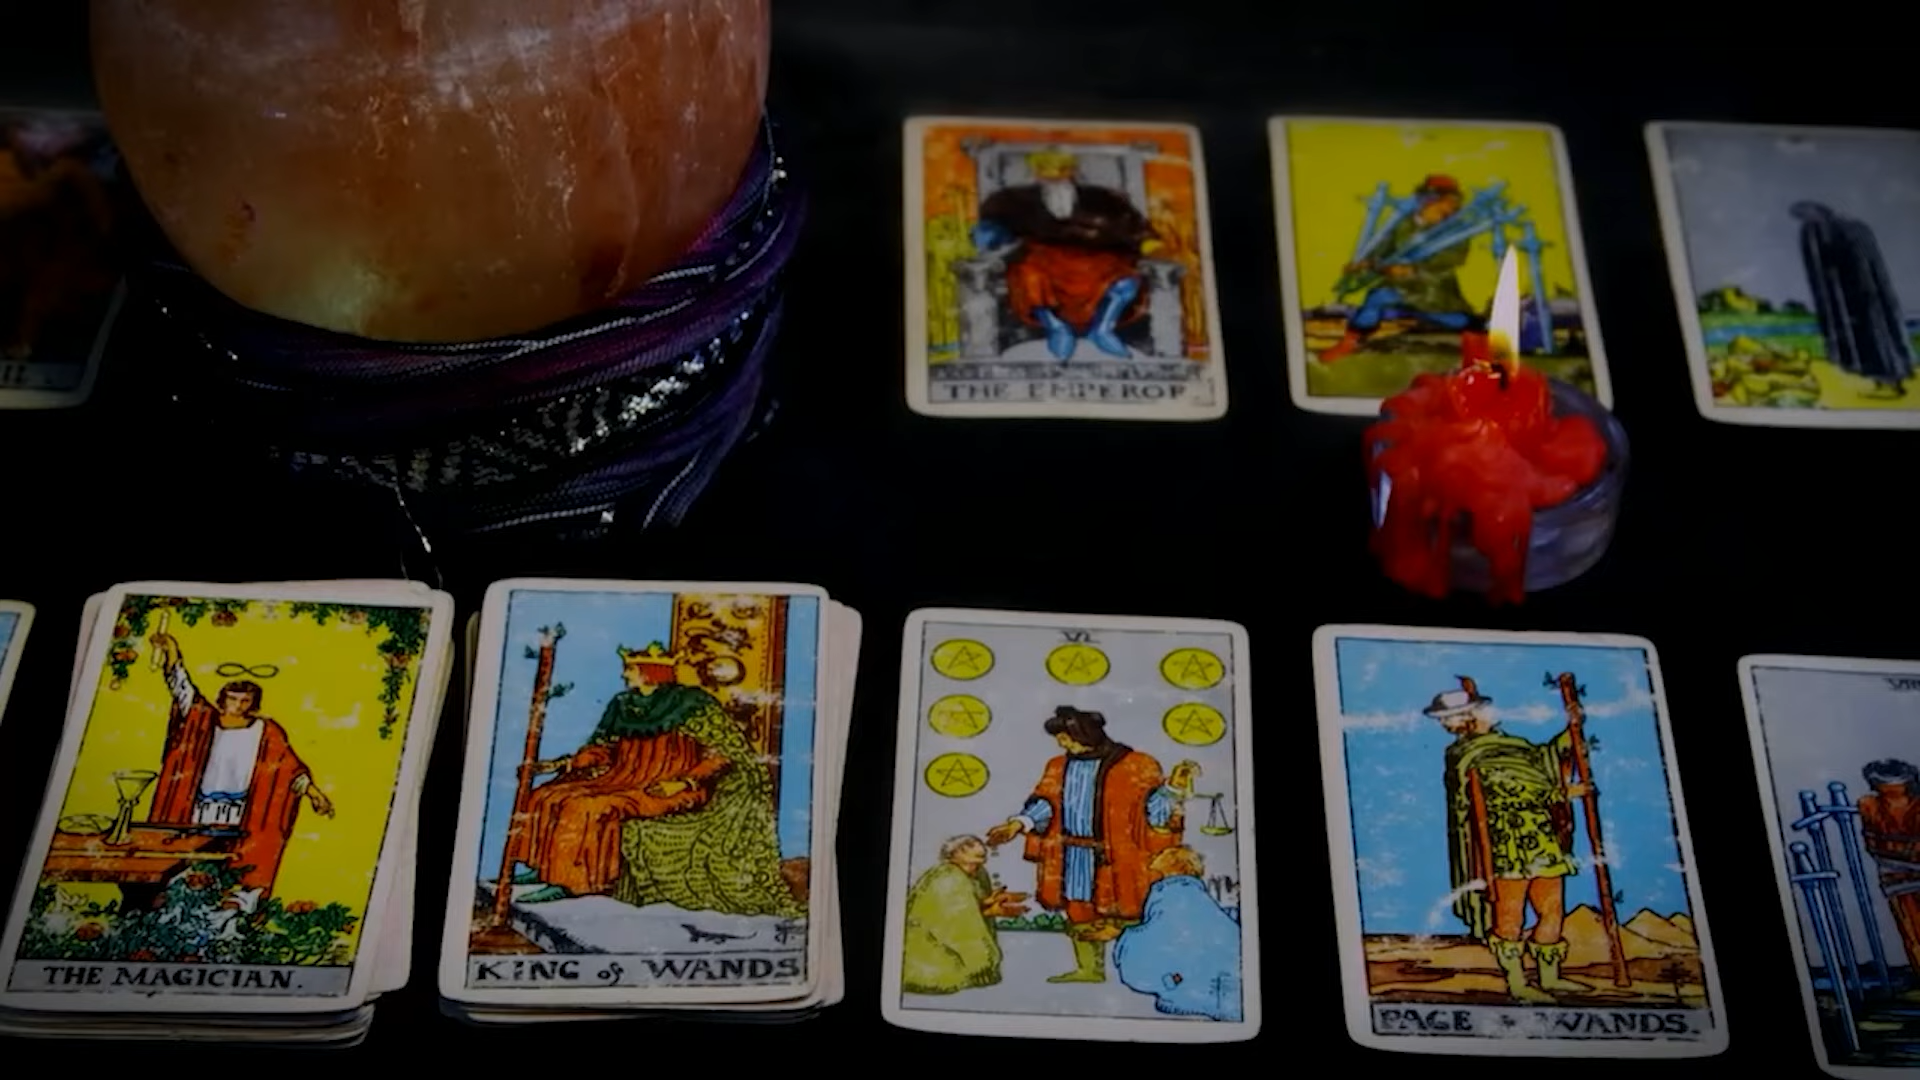 THE EMPEROR.
THE MAGICIAN.
KING of WANDS
VI
PAGE of WANDS.